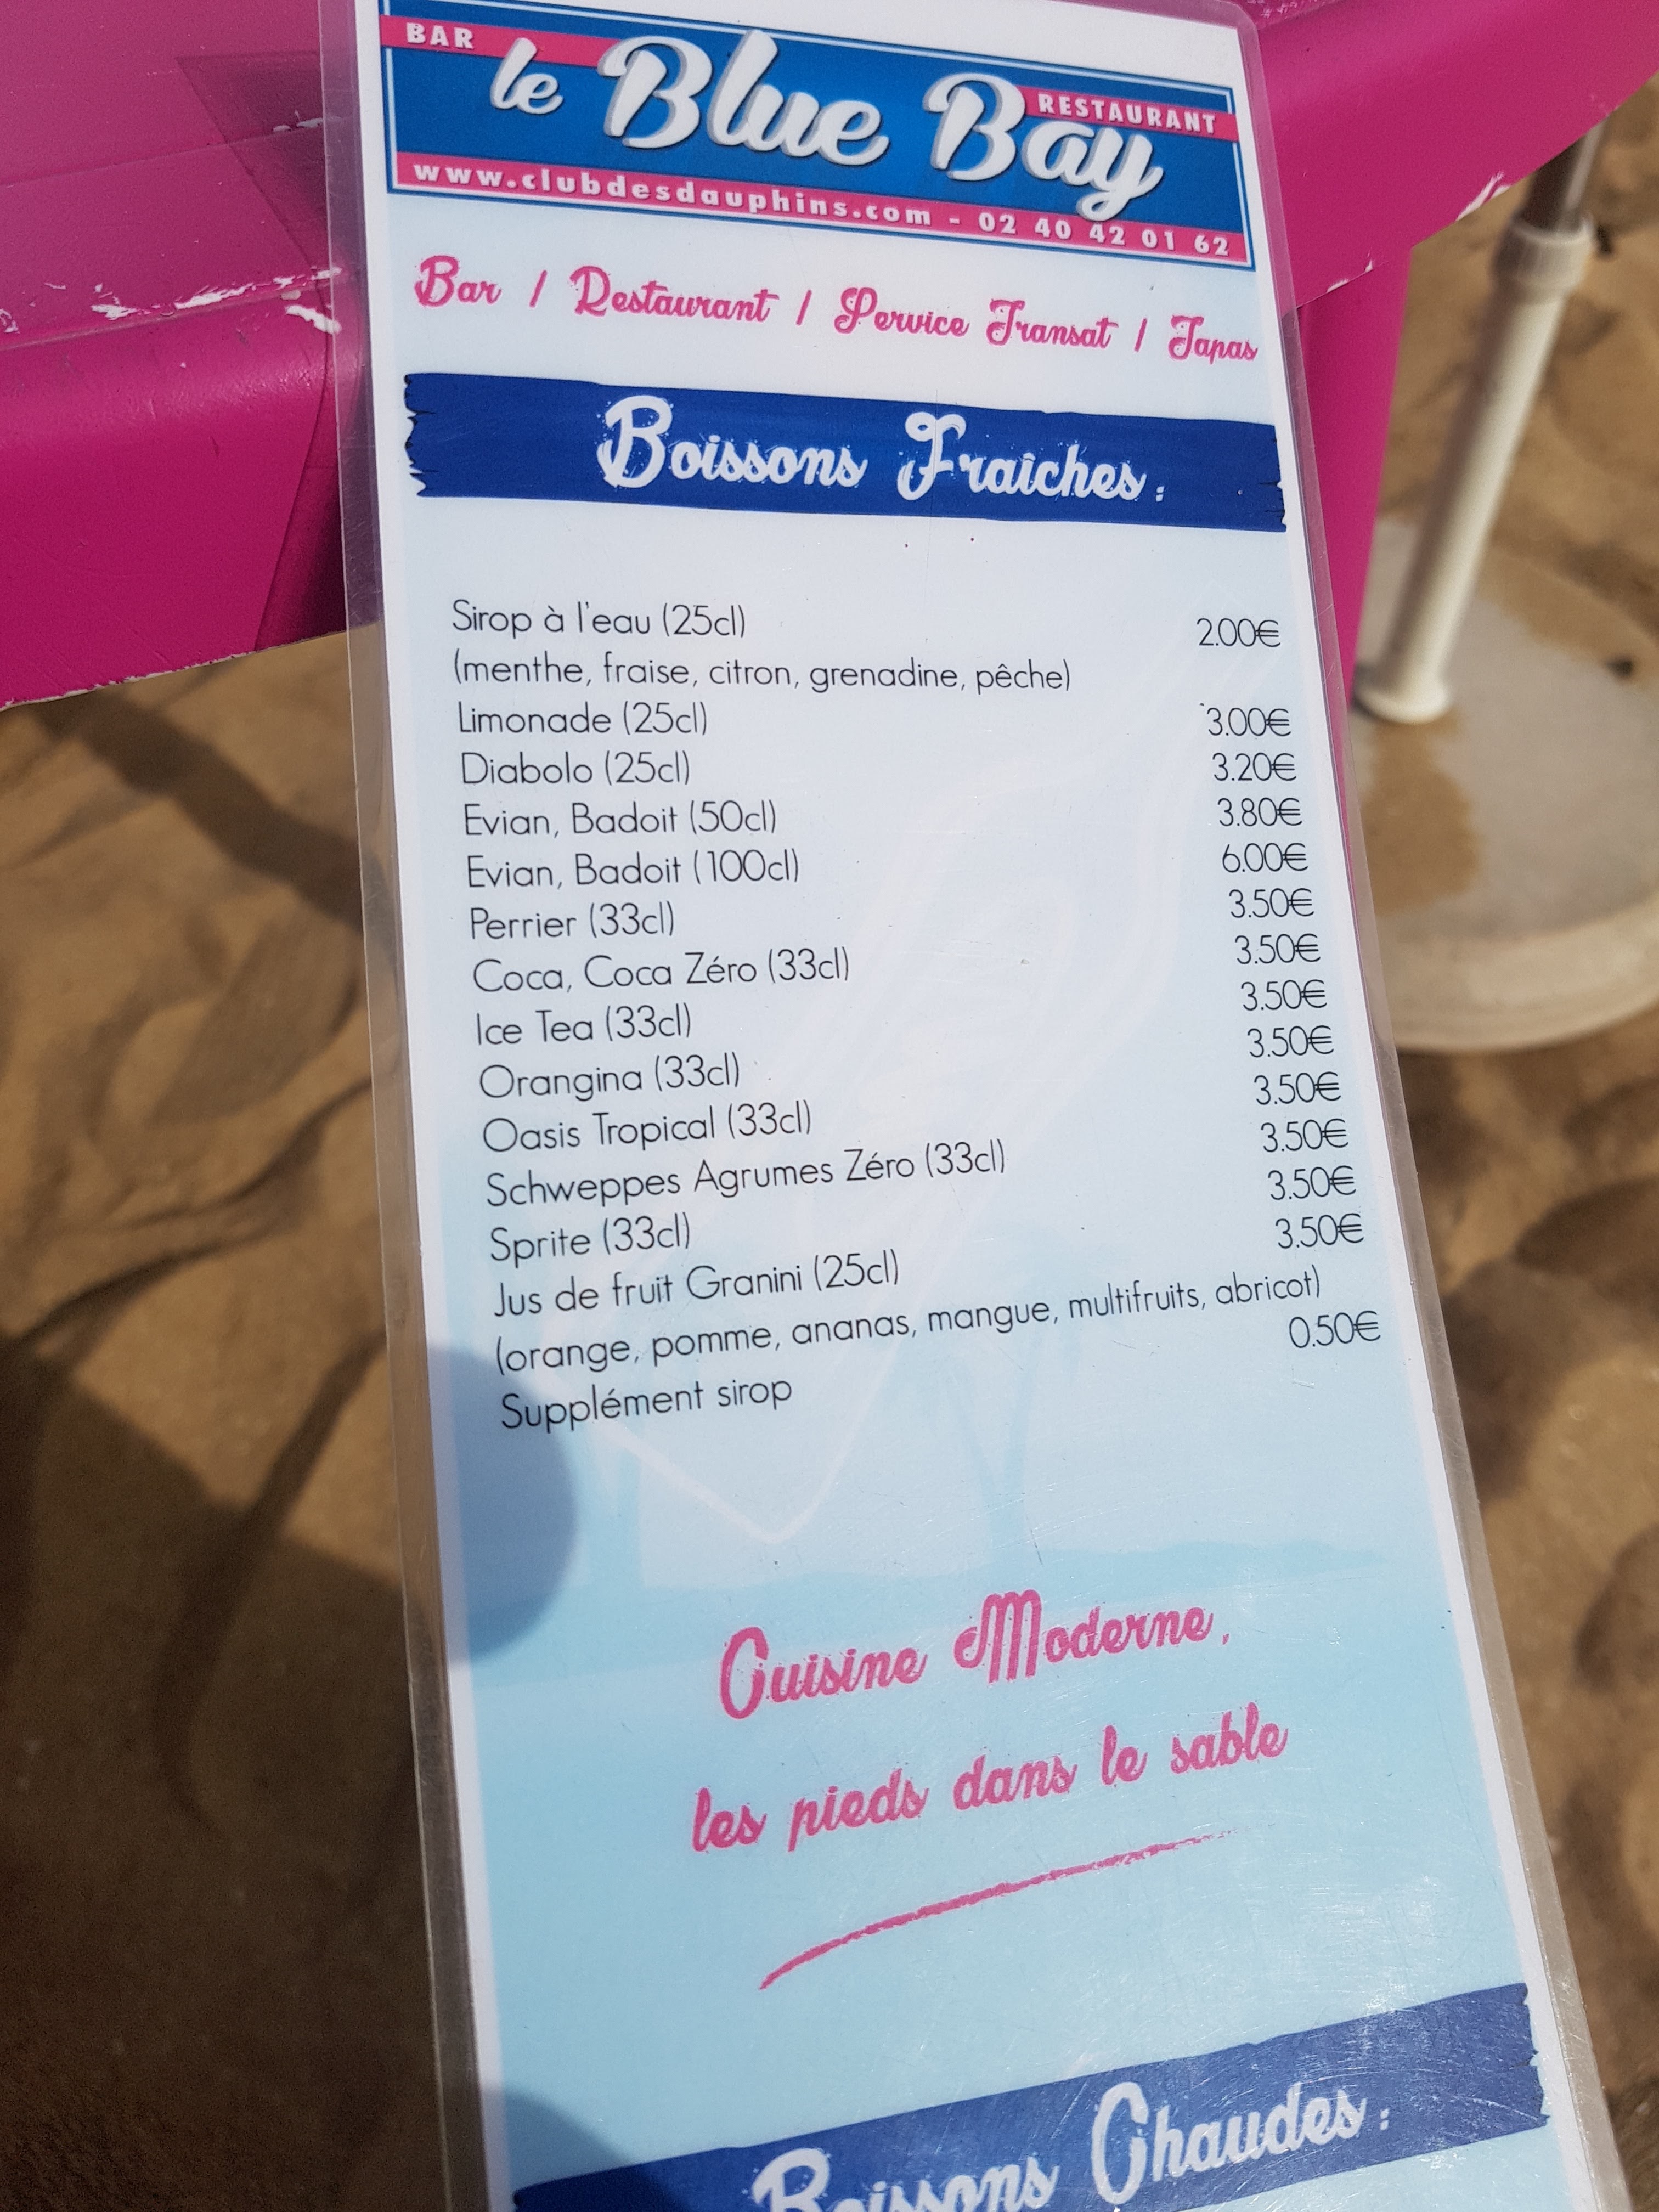 BAR
le Blue Bay
RESTAURANT
www.clubdesdauphins.com - 02 40 42 01 62
Bar / Restaurant / Service Transat / Tapas
Boissons Fraîches :
Sirop à l'eau (25cl) 2.00€
(menthe, fraise, citron, grenadine, pêche)
Limonade (25cl) 3.00€
Diabolo (25cl) 3.20€
Evian, Badoit (50cl) 3.80€
Evian, Badoit (100cl) 6.00€
Perrier (33cl) 3.50€
Coca, Coca Zéro (33cl) 3.50€
Ice Tea (33cl) 3.50€
Orangina (33cl) 3.50€
Oasis Tropical (33cl) 3.50€
Schweppes Agrumes Zéro (33cl) 3.50€
Sprite (33cl) 3.50€
Jus de fruit Granini (25cl) 3.50€
(orange, pomme, ananas, mangue, multifruits, abricot)
Supplément sirop 0.50€
Cuisine Moderne,
les pieds dans le sable
Boissons Chaudes :